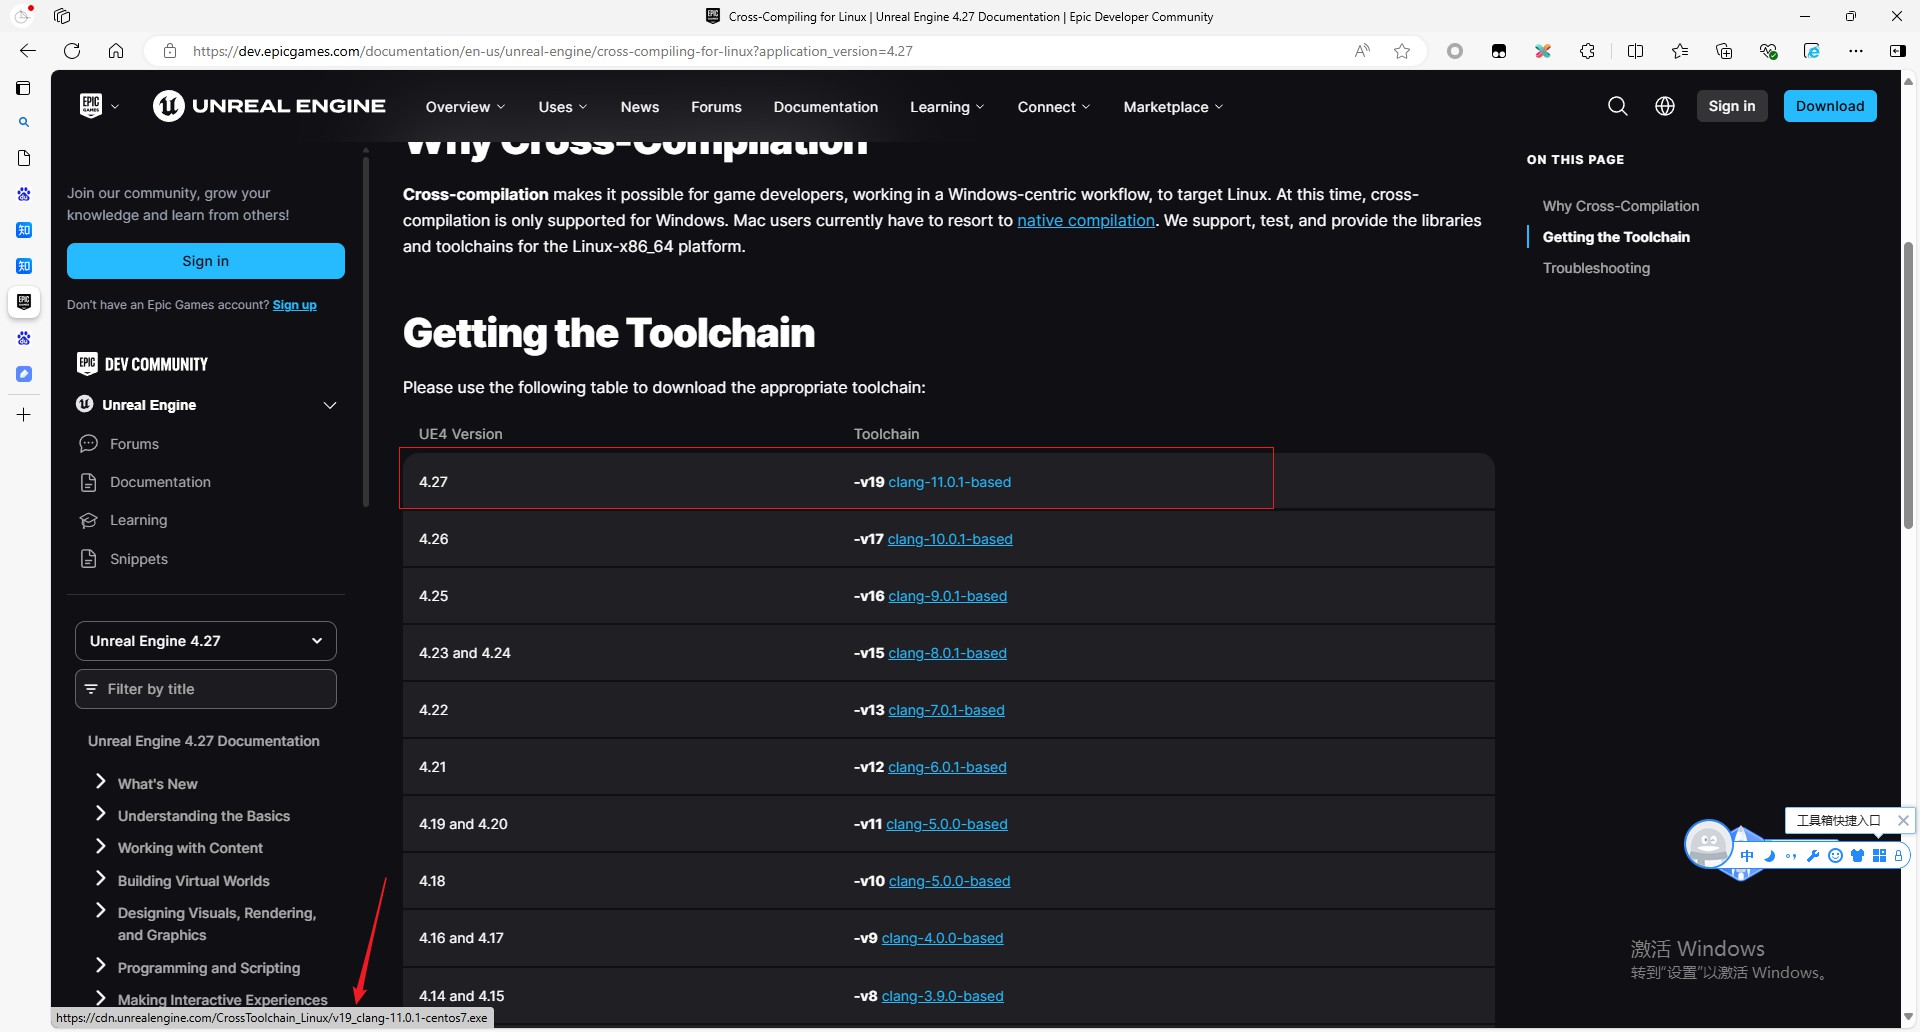 Cross-Compiling for Linux | Unreal Engine 4.27 Documentation | Epic Developer Community
https://dev.epicgames.com/documentation/en-us/unreal-engine/cross-compiling-for-linux?application_version=4.27
UNREAL ENGINE
Overview
Uses
News
Forums
Documentation
Learning
Connect
Marketplace
Sign in
Download
Join our community, grow your
knowledge and learn from others!
Sign in
Don't have an Epic Games account? Sign up
EPIC DEV COMMUNITY
Unreal Engine
Forums
Documentation
Learning
Snippets
Unreal Engine 4.27
Filter by title
Unreal Engine 4.27 Documentation
What's New
Understanding the Basics
Working with Content
Building Virtual Worlds
Designing Visuals, Rendering,
and Graphics
Programming and Scripting
Making Interactive Experiences
https://cdn.unrealengine.com/CrossToolchain_Linux/v19_clang-11.0.1-centos7.exe
Why Cross-Compilation
Cross-compilation makes it possible for game developers, working in a Windows-centric workflow, to target Linux. At this time, cross-
compilation is only supported for Windows. Mac users currently have to resort to native compilation. We support, test, and provide the libraries
and toolchains for the Linux-x86_64 platform.
Getting the Toolchain
Please use the following table to download the appropriate toolchain:
UE4 Version Toolchain
4.27 -v19 clang-11.0.1-based
4.26 -v17 clang-10.0.1-based
4.25 -v16 clang-9.0.1-based
4.23 and 4.24 -v15 clang-8.0.1-based
4.22 -v13 clang-7.0.1-based
4.21 -v12 clang-6.0.1-based
4.19 and 4.20 -v11 clang-5.0.0-based
4.18 -v10 clang-5.0.0-based
4.16 and 4.17 -v9 clang-4.0.0-based
4.14 and 4.15 -v8 clang-3.9.0-based
ON THIS PAGE
Why Cross-Compilation
Getting the Toolchain
Troubleshooting
工具箱快捷入口
中
激活 Windows
转到"设置"以激活 Windows。